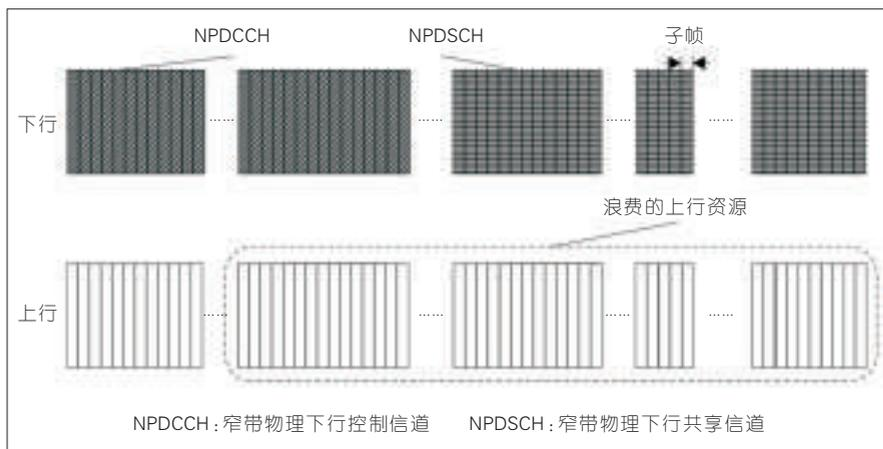 NPDCCH NPDSCH 子帧
下行 …… …… …… ……
浪费的上行资源
上行 …… …… …… ……
NPDCCH:窄带物理下行控制信道 NPDSCH:窄带物理下行共享信道